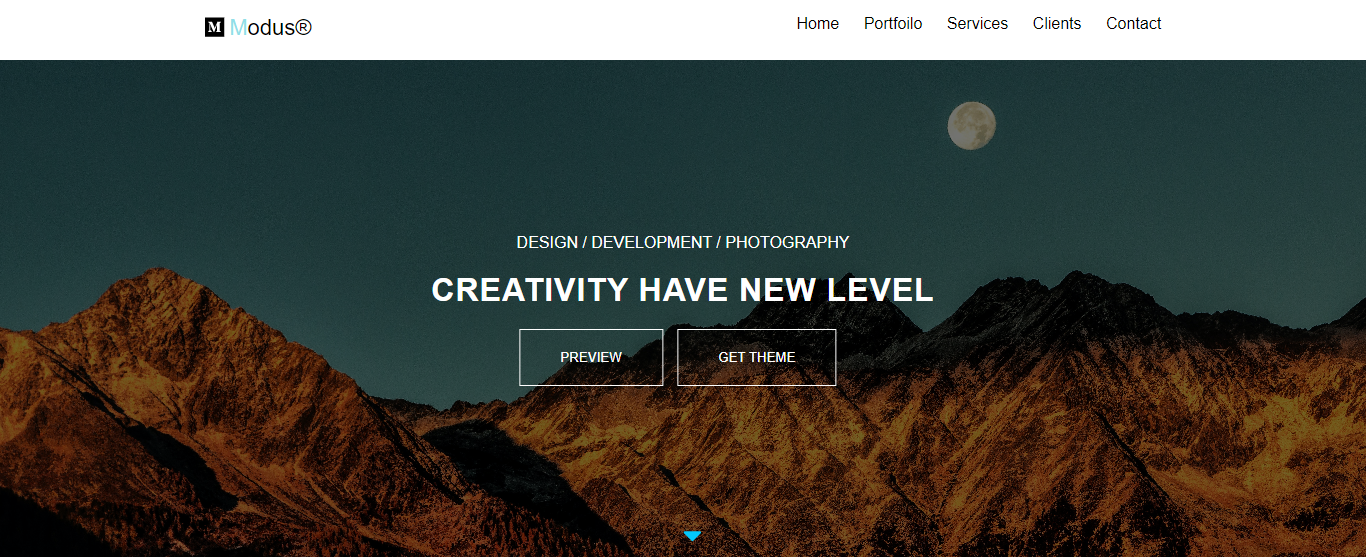 M Modus®
Home Portfoilo Services Clients Contact
DESIGN / DEVELOPMENT / PHOTOGRAPHY
CREATIVITY HAVE NEW LEVEL
PREVIEW GET THEME